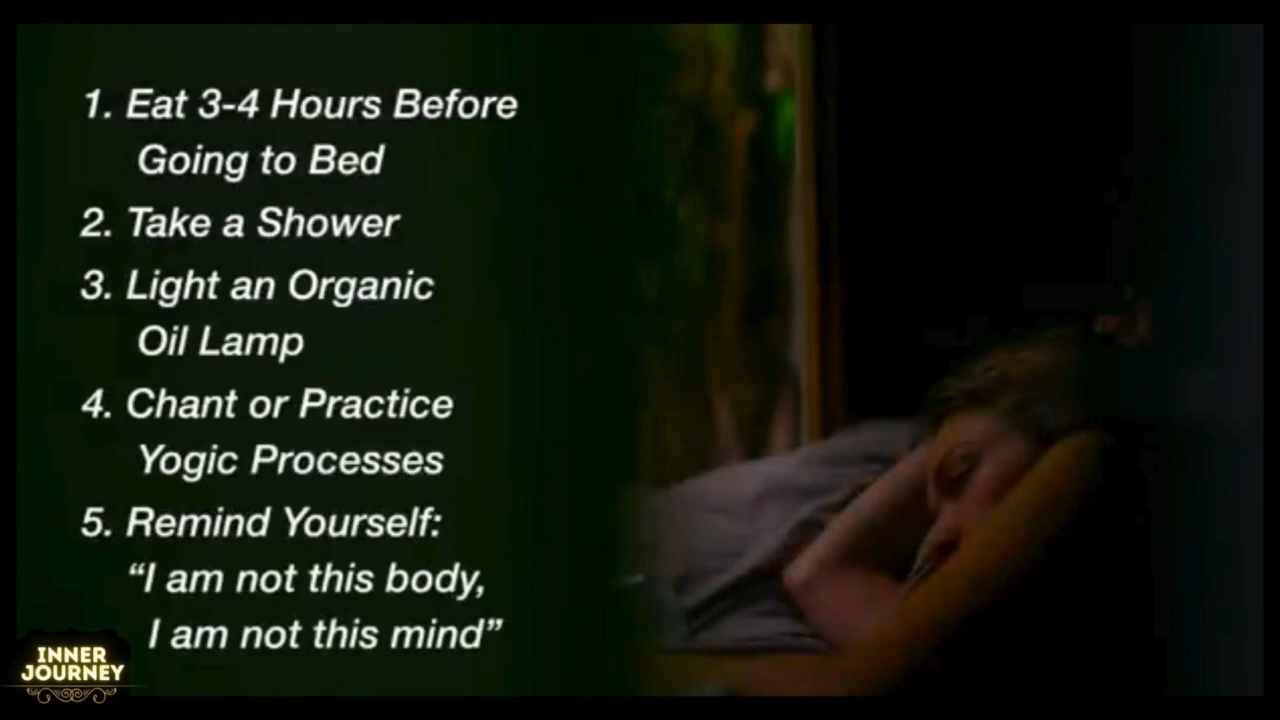 1. Eat 3-4 Hours Before
Going to Bed
2. Take a Shower
3. Light an Organic
Oil Lamp
4. Chant or Practice
Yogic Processes
5. Remind Yourself:
“I am not this body,
I am not this mind”
INNER
JOURNEY